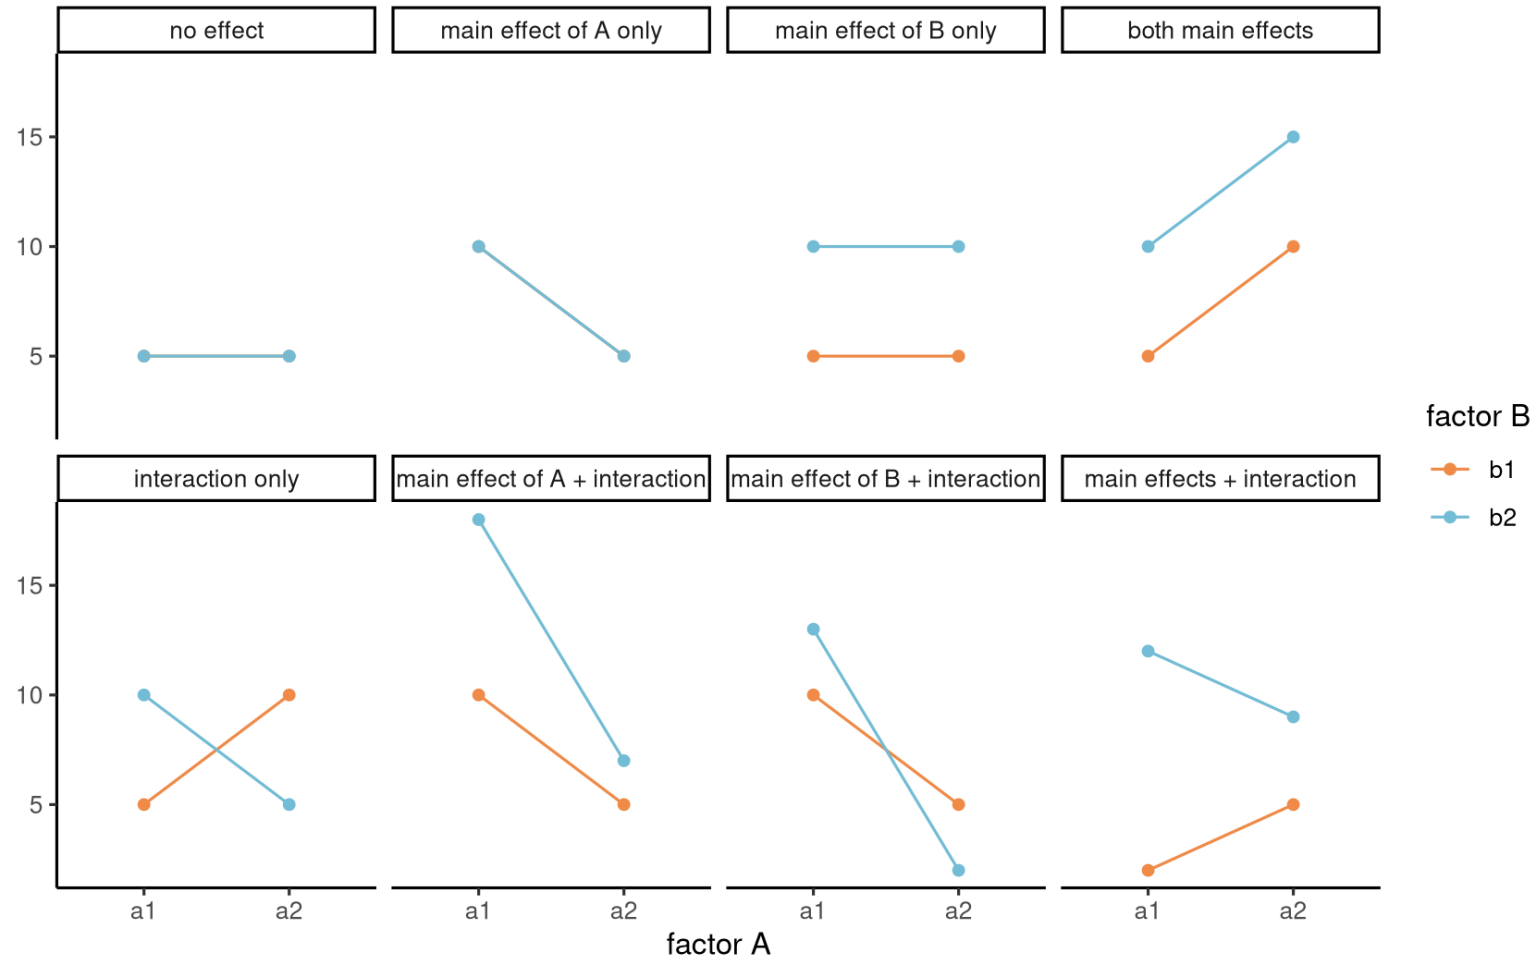 no effect
main effect of A only
main effect of B only
both main effects
15
10
5
interaction only
main effect of A + interaction
main effect of B + interaction
main effects + interaction
15
10
5
a1
a2
a1
a2
a1
a2
a1
a2
factor A
factor B
b1
b2